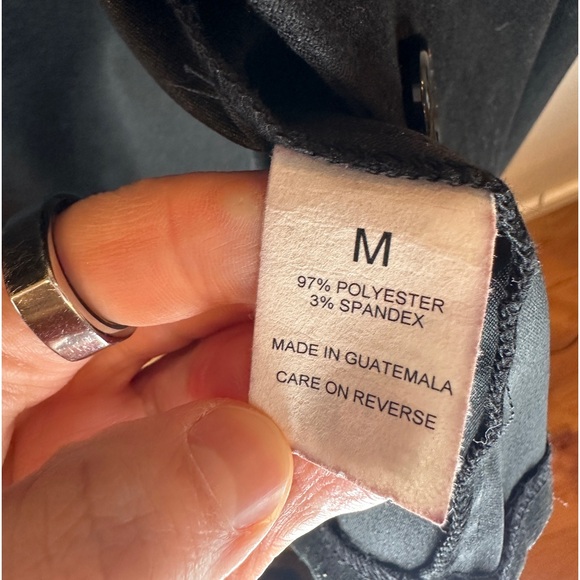 M
97% POLYESTER
3% SPANDEX
MADE IN GUATEMALA
CARE ON REVERSE